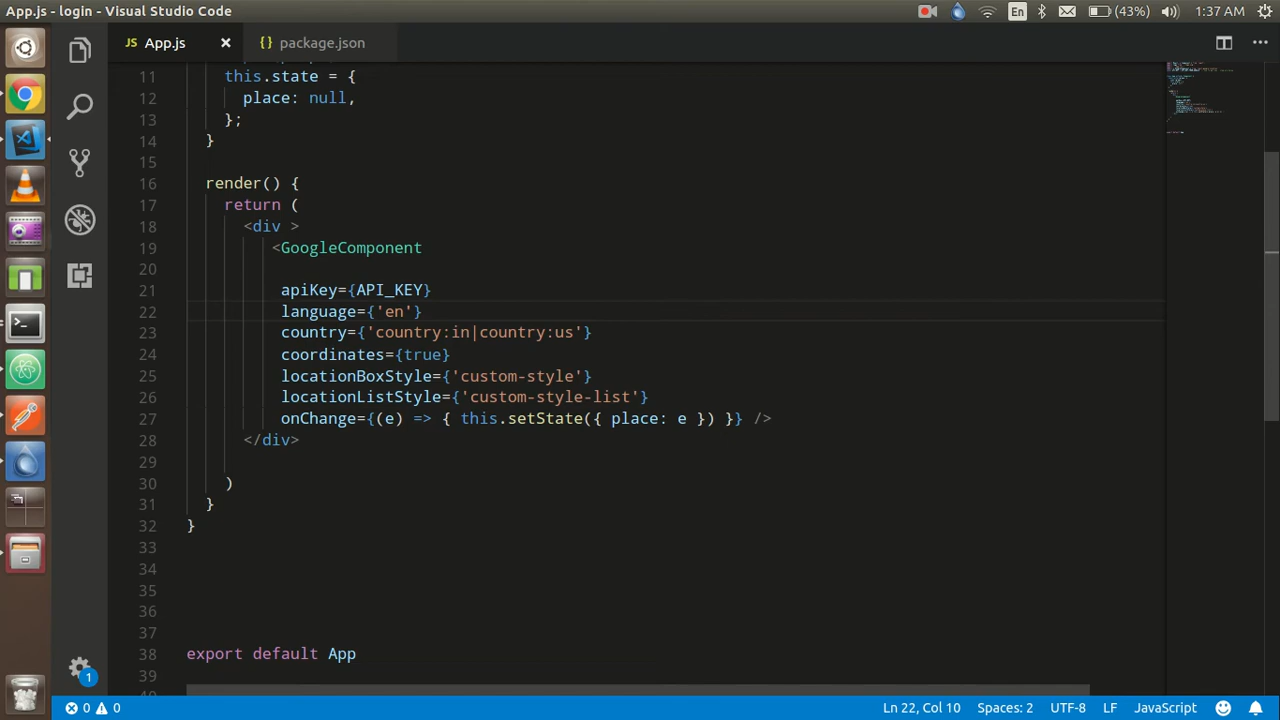 App.js - login - Visual Studio Code
En
(43%)
1:37 AM
JS App.js
{} package.json
11 this.state = {
12 place: null,
13 };
14 }
15
16 render() {
17 return (
18 <div >
19 <GoogleComponent
20
21 apiKey={API_KEY}
22 language={'en'}
23 country={'country:in|country:us'}
24 coordinates={true}
25 locationBoxStyle={'custom-style'}
26 locationListStyle={'custom-style-list'}
27 onChange={(e) => { this.setState({ place: e }) }} />
28 </div>
29
30 )
31 }
32 }
33
34
35
36
37
38 export default App
39
1
0 0
Ln 22, Col 10
Spaces: 2
UTF-8
LF
JavaScript